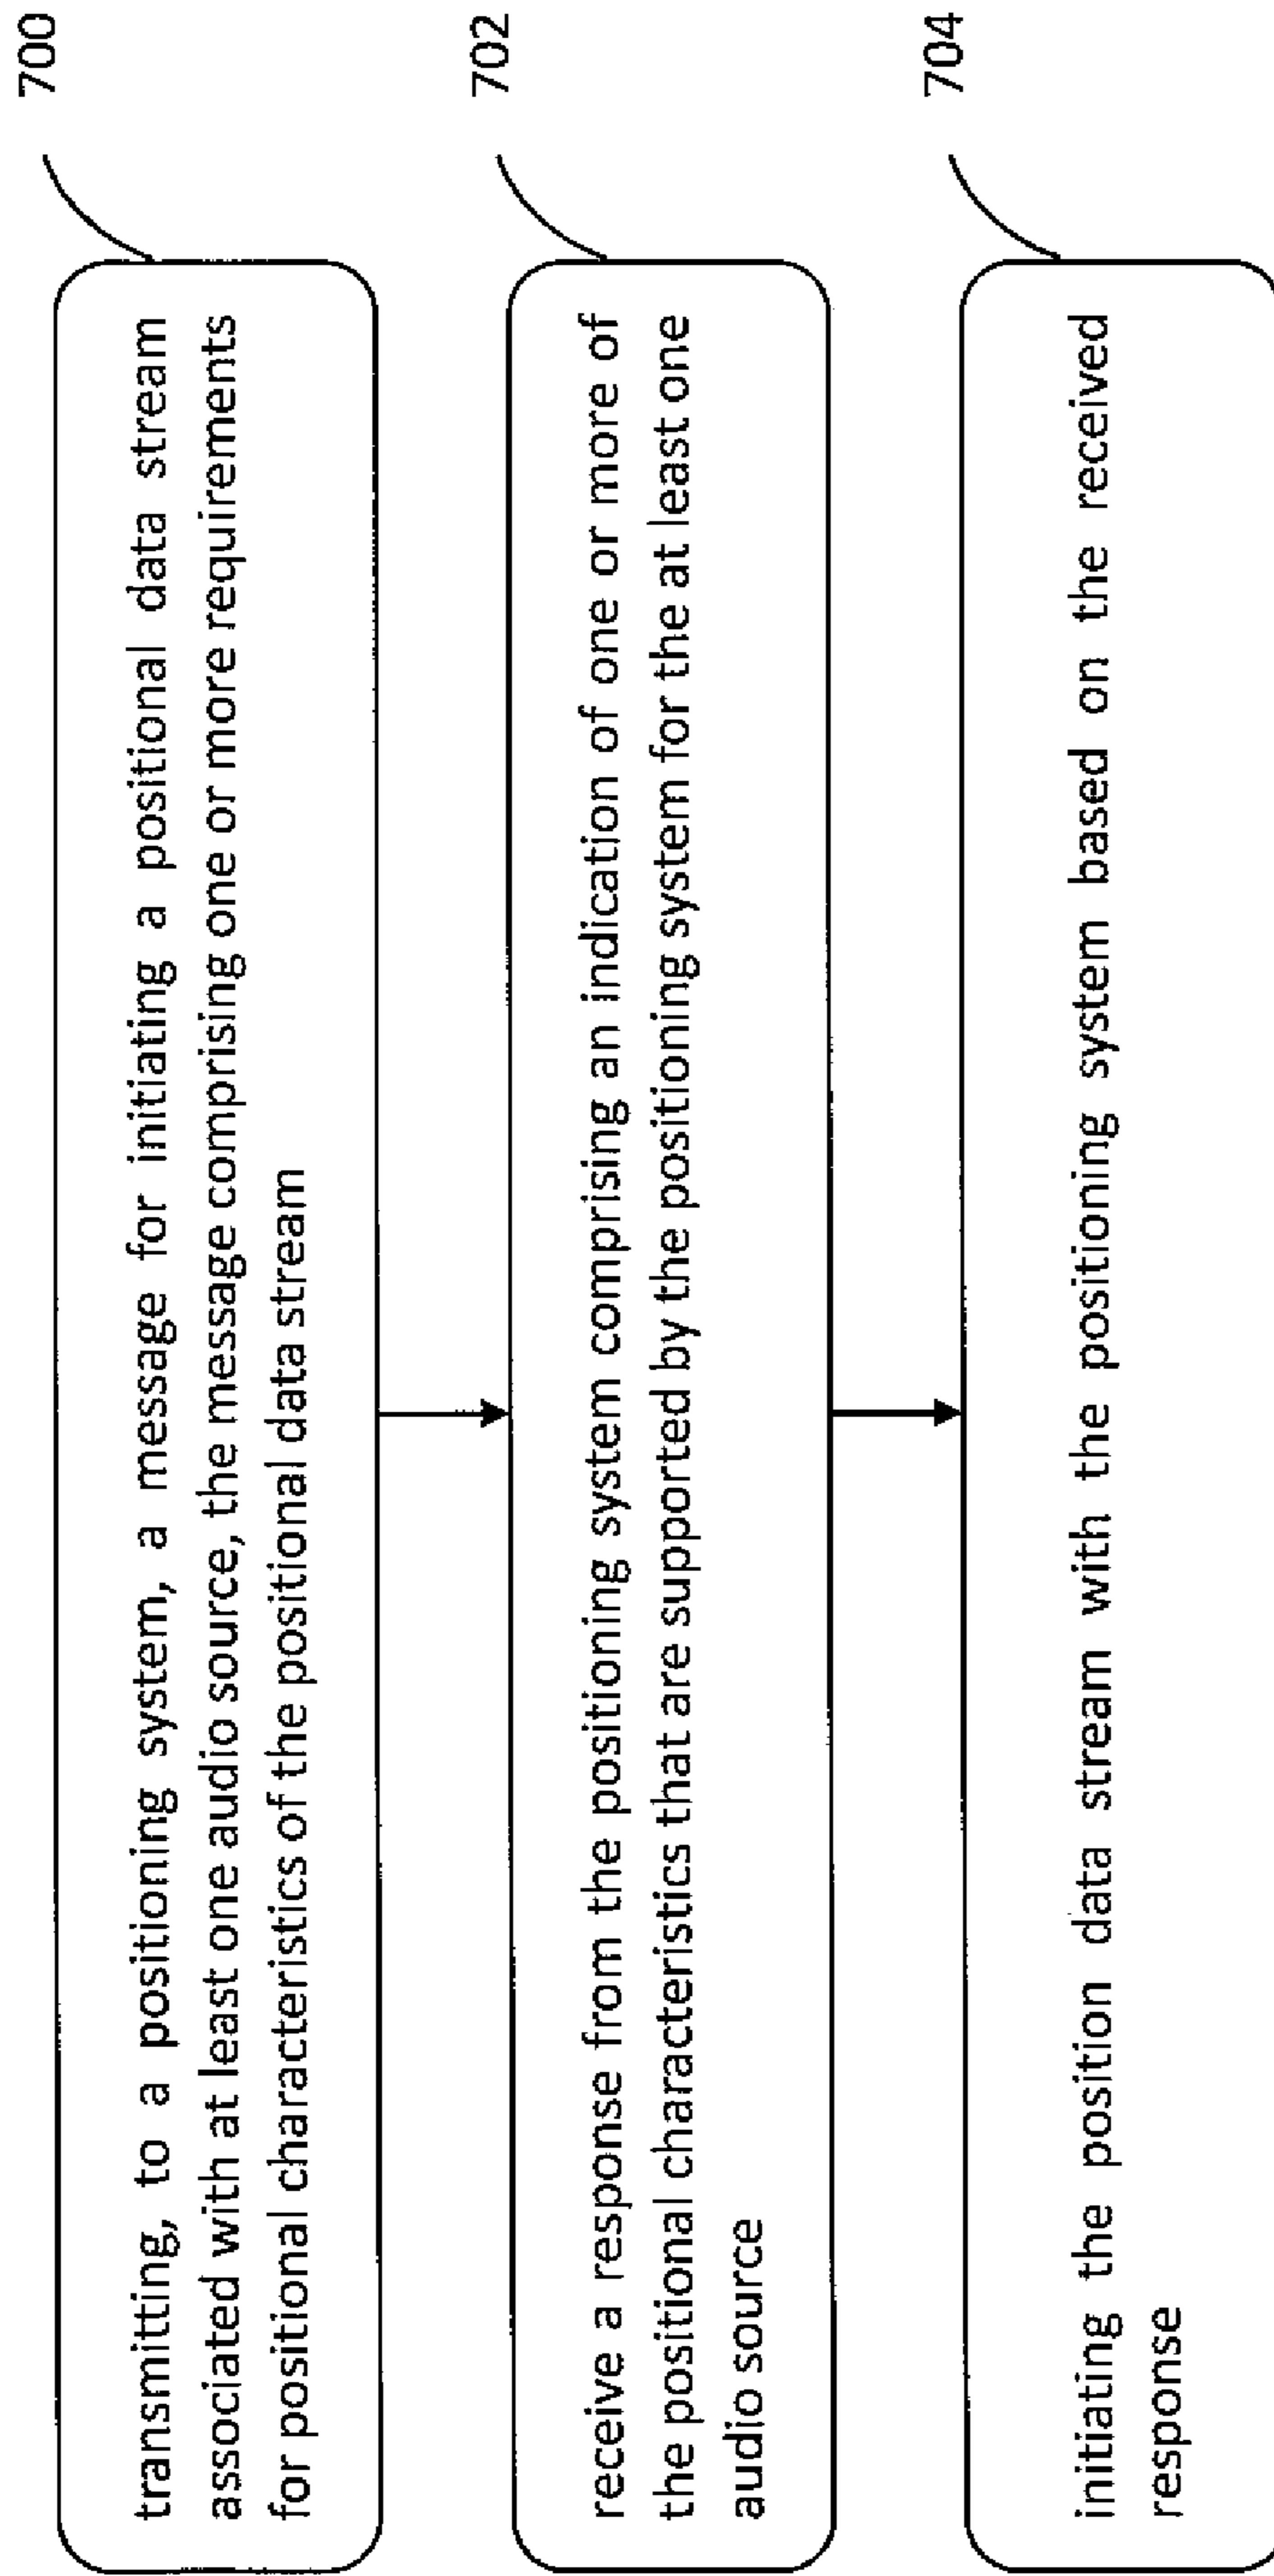 700
transmitting, to a positioning system, a message for initiating a positional data stream
associated with at least one audio source, the message comprising one or more requirements
for positional characteristics of the positional data stream
702
receive a response from the positioning system comprising an indication of one or more of
the positional characteristics that are supported by the positioning system for the at least one
audio source
704
initiating the position data stream with the positioning system based on the received
response